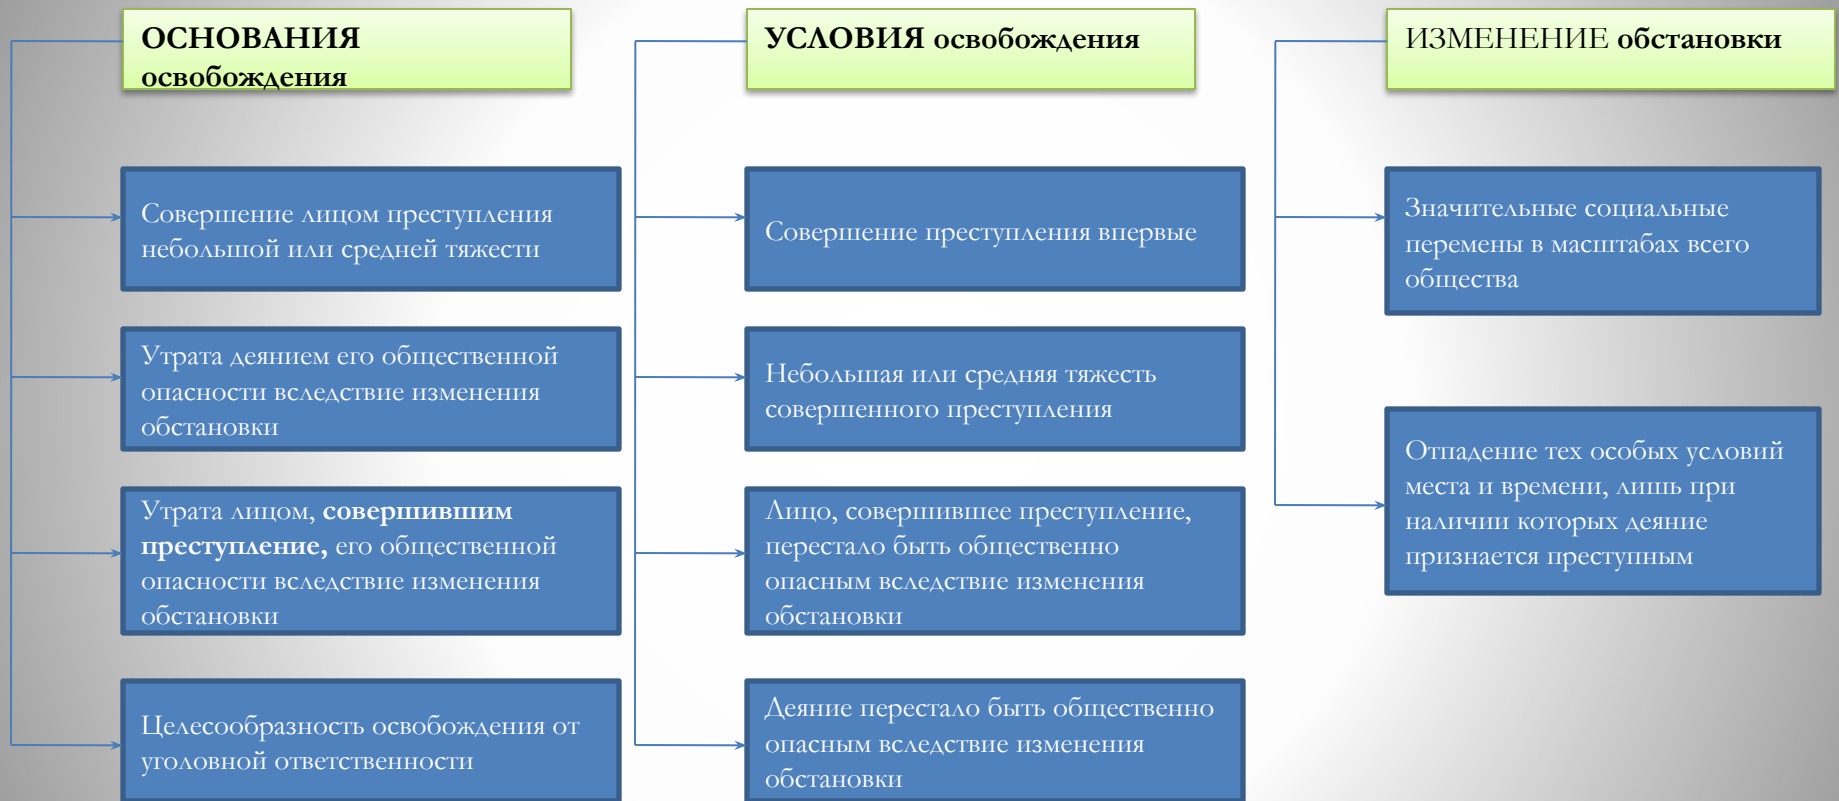 ОСНОВАНИЯ
освобождения
Совершение лицом преступления
небольшой или средней тяжести
Утрата деянием его общественной
опасности вследствие изменения
обстановки
Утрата лицом, совершившим
преступление, его общественной
опасности вследствие изменения
обстановки
Целесообразность освобождения от
уголовной ответственности
УСЛОВИЯ освобождения
Совершение преступления впервые
Небольшая или средняя тяжесть
совершенного преступления
Лицо, совершившее преступление,
перестало быть общественно
опасным вследствие изменения
обстановки
Деяние перестало быть общественно
опасным вследствие изменения
обстановки
ИЗМЕНЕНИЕ обстановки
Значительные социальные
перемены в масштабах всего
общества
Отпадение тех особых условий
места и времени, лишь при
наличии которых деяние
признается преступным